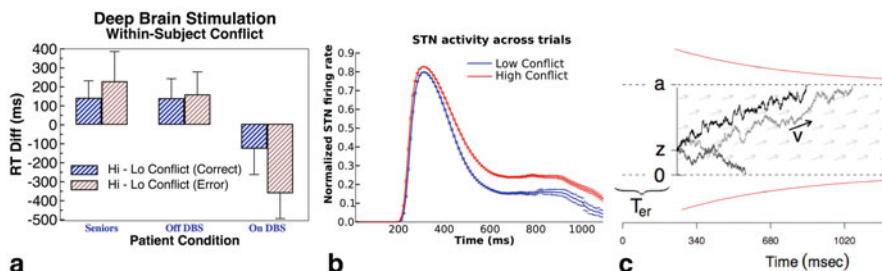 Deep Brain Stimulation
Within-Subject Conflict
400
300
200
100
0
-100
-200
-300
-400
-500
RT Diff (ms)
Hi - Lo Conflict (Correct)
Hi - Lo Conflict (Error)
Seniors Off DBS On DBS
Patient Condition
a
STN activity across trials
0.9
0.8
0.7
0.6
0.5
0.4
0.3
0.2
0.1
0.0
Normalized STN firing rate
Low Conflict
High Conflict
200 400 600 800 1000
Time (ms)
b
a
z
0
v
Ter
0 340 680 1020
Time (msec)
c